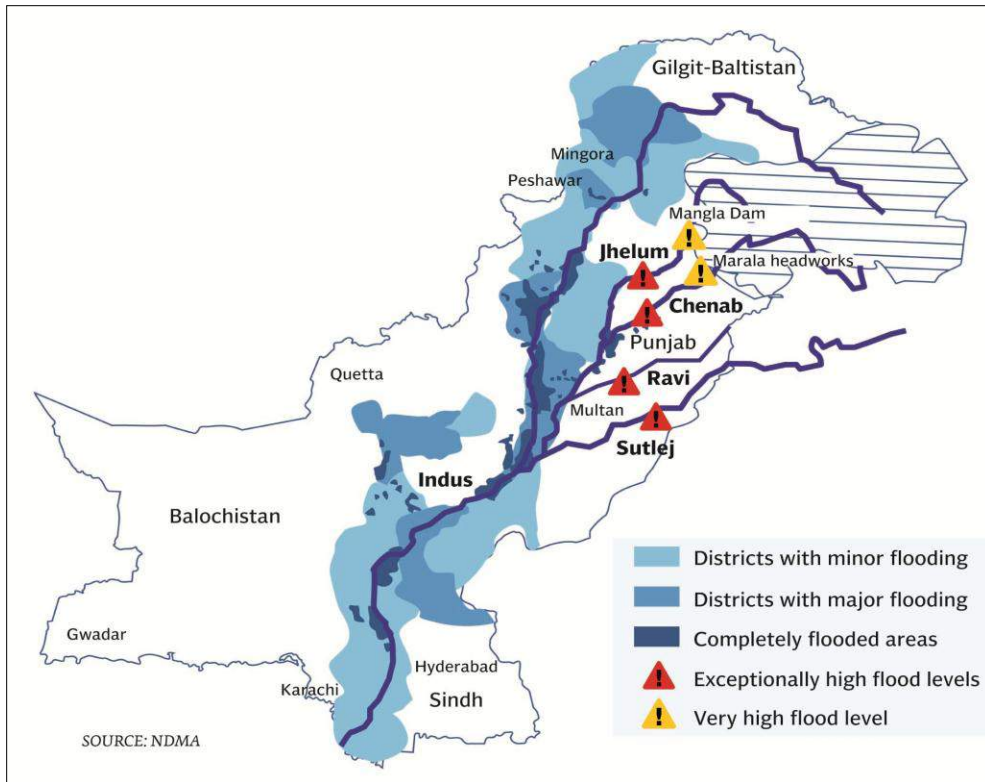 Gilgit-Baltistan
Mingora
Peshawar
Mangla Dam
Jhelum
Marala headworks
Chenab
Punjab
Quetta
Ravi
Multan
Sutlej
Indus
Balochistan
Districts with minor flooding
Districts with major flooding
Gwadar
Completely flooded areas
Hyderabad
Karachi
Sindh
Exceptionally high flood levels
Very high flood level
SOURCE: NDMA